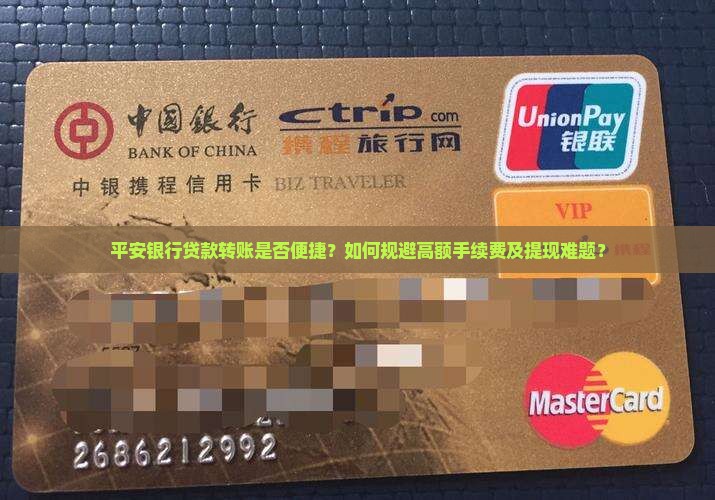 中國銀行
BANK OF CHINA
ctrip.com
携程旅行网
UnionPay
银联
中银携程信用卡 BIZ TRAVELER
VIP
平安银行贷款转账是否便捷？如何规避高额手续费及提现难题？
MasterCard
2686212992